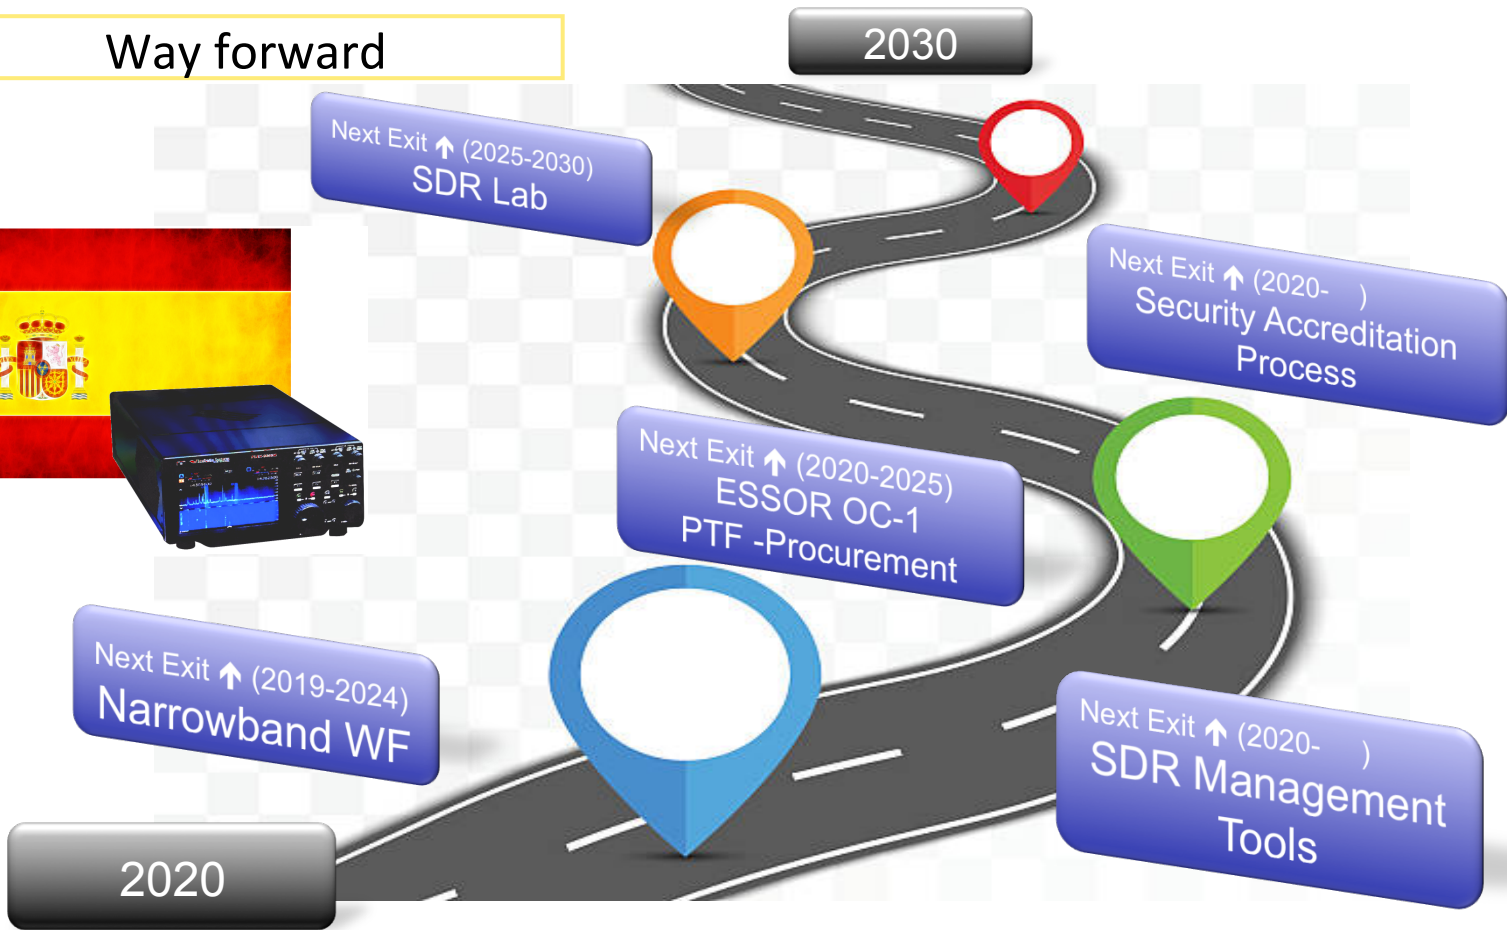 Way forward
2030
Next Exit ↑ (2025-2030)
SDR Lab
Next Exit ↑ (2020- )
Security Accreditation
Process
Next Exit ↑ (2020-2025)
ESSOR OC-1
PTF -Procurement
Next Exit ↑ (2019-2024)
Narrowband WF
Next Exit ↑ (2020- )
SDR Management
Tools
2020